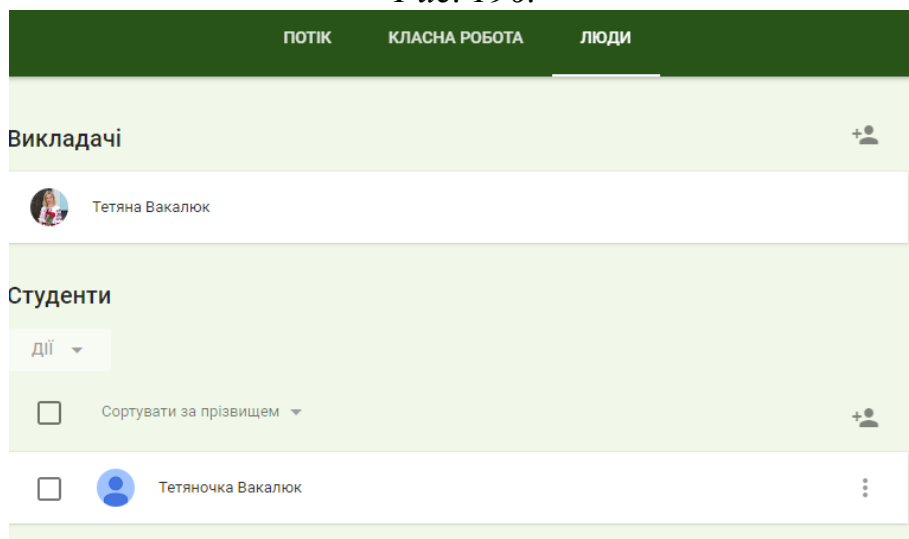 ПОТІК КЛАСНА РОБОТА ЛЮДИ
Викладачі
Тетяна Вакалюк
Студенти
ДІЇ
Сортувати за прізвищем
Тетяночка Вакалюк